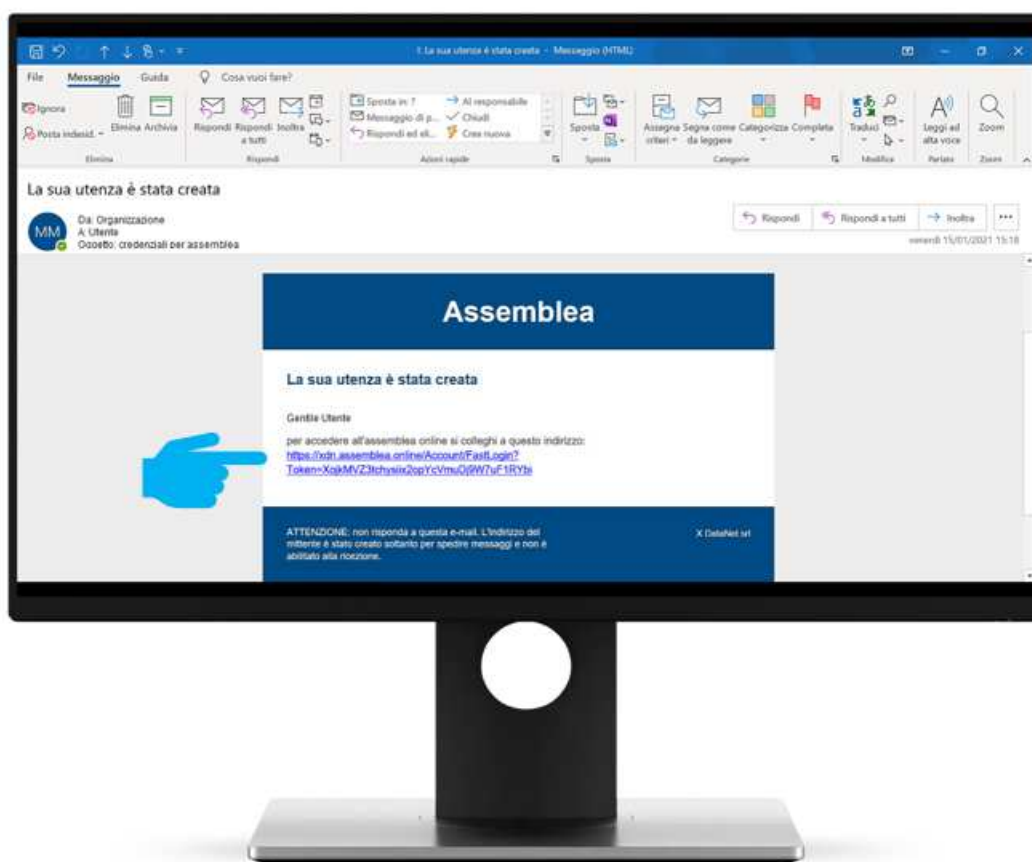 1 La sua utenza è stata creata - Messaggio (HTML)
File Messaggio Guida Cosa vuoi fare?
Ignora
Posta indesid.
Elimina Archivia
Rispondi Rispondi a tutti Inoltra
Sposta in: ?
Messaggio di p...
Rispondi ed eli...
Al responsabile
Chiudi
Crea nuova
Sposta
Assegna criteri
Segna come da leggere
Categorizza
Completa
Traduci
Leggi ad alta voce
Zoom
Elimina Rispondi Azioni rapide Sposta Categorie Modifica Parlato Zoom
La sua utenza è stata creata
MM
Da: Organizzazione
A: Utente
Oggetto: credenziali per assemblea
Rispondi Rispondi a tutti Inoltra
venerdì 15/01/2021 15:18
Assemblea
La sua utenza è stata creata
Gentile Utente
per accedere all'assemblea online si colleghi a questo indirizzo:
https://xdn.assemblea.online/Account/FastLogin?
ATTENZIONE: non risponda a questa e-mail. L'indirizzo del
mittente è stato creato soltanto per spedire messaggi e non è
abilitato alla ricezione.
X DataNet srl